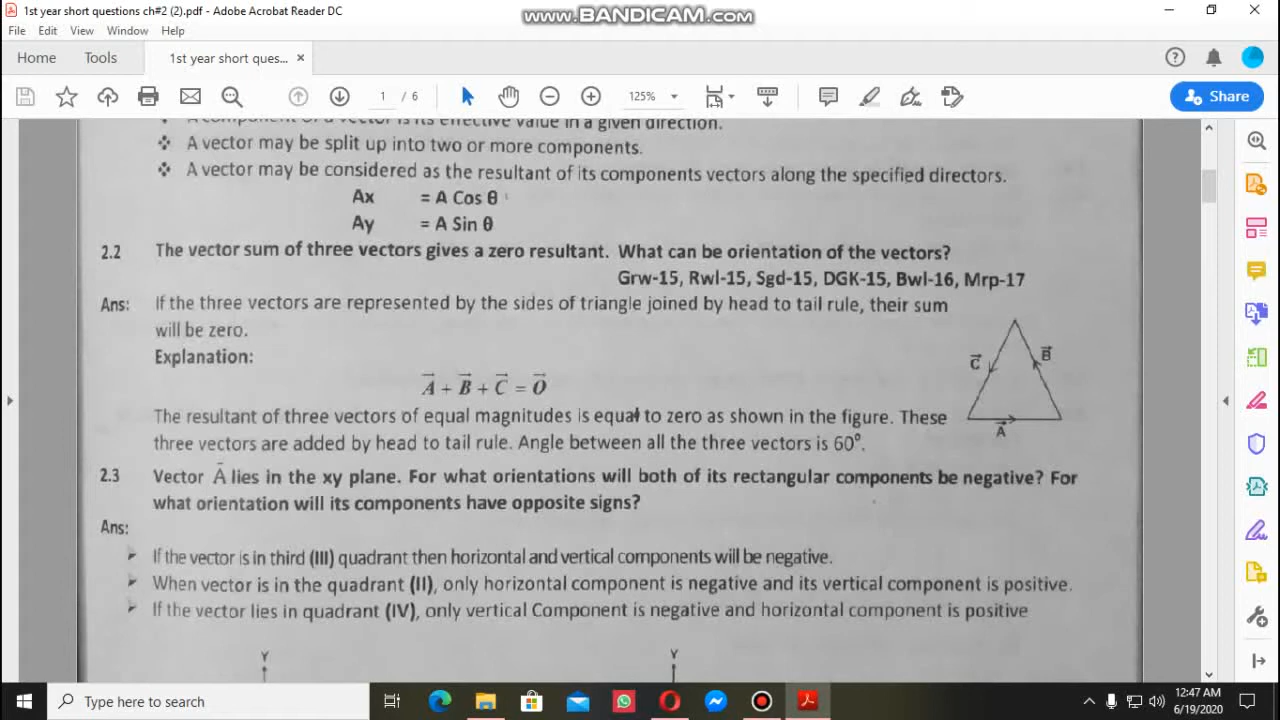 1st year short questions ch#2 (2).pdf - Adobe Acrobat Reader DC
www.BANDICAM.com
File Edit View Window Help
Home Tools 1st year short ques... ×
1 / 6 125% Share
A component of a vector is its effective value in a given direction.
A vector may be split up into two or more components.
A vector may be considered as the resultant of its components vectors along the specified directors.
Ax = A Cos θ
Ay = A Sin θ
2.2 The vector sum of three vectors gives a zero resultant. What can be orientation of the vectors?
Grw-15, Rwl-15, Sgd-15, DGK-15, Bwl-16, Mrp-17
Ans: If the three vectors are represented by the sides of triangle joined by head to tail rule, their sum
will be zero.
Explanation:
C⃗ B⃗
A⃗ + B⃗ + C⃗ = O⃗
The resultant of three vectors of equal magnitudes is equal to zero as shown in the figure. These
A⃗
three vectors are added by head to tail rule. Angle between all the three vectors is 60°.
2.3 Vector A⃗ lies in the xy plane. For what orientations will both of its rectangular components be negative? For
what orientation will its components have opposite signs?
Ans:
If the vector is in third (III) quadrant then horizontal and vertical components will be negative.
When vector is in the quadrant (II), only horizontal component is negative and its vertical component is positive.
If the vector lies in quadrant (IV), only vertical Component is negative and horizontal component is positive
Y Y
Type here to search
12:47 AM
6/19/2020